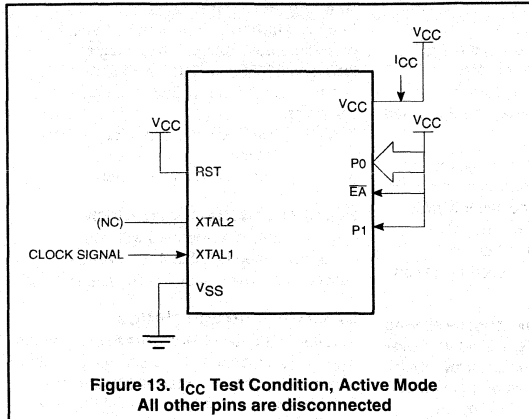 VCC
ICC
VCC
VCC
VCC
RST
P0
EA
(NC)
XTAL2
P1
CLOCK SIGNAL
XTAL1
VSS
Figure 13. ICC Test Condition, Active Mode
All other pins are disconnected